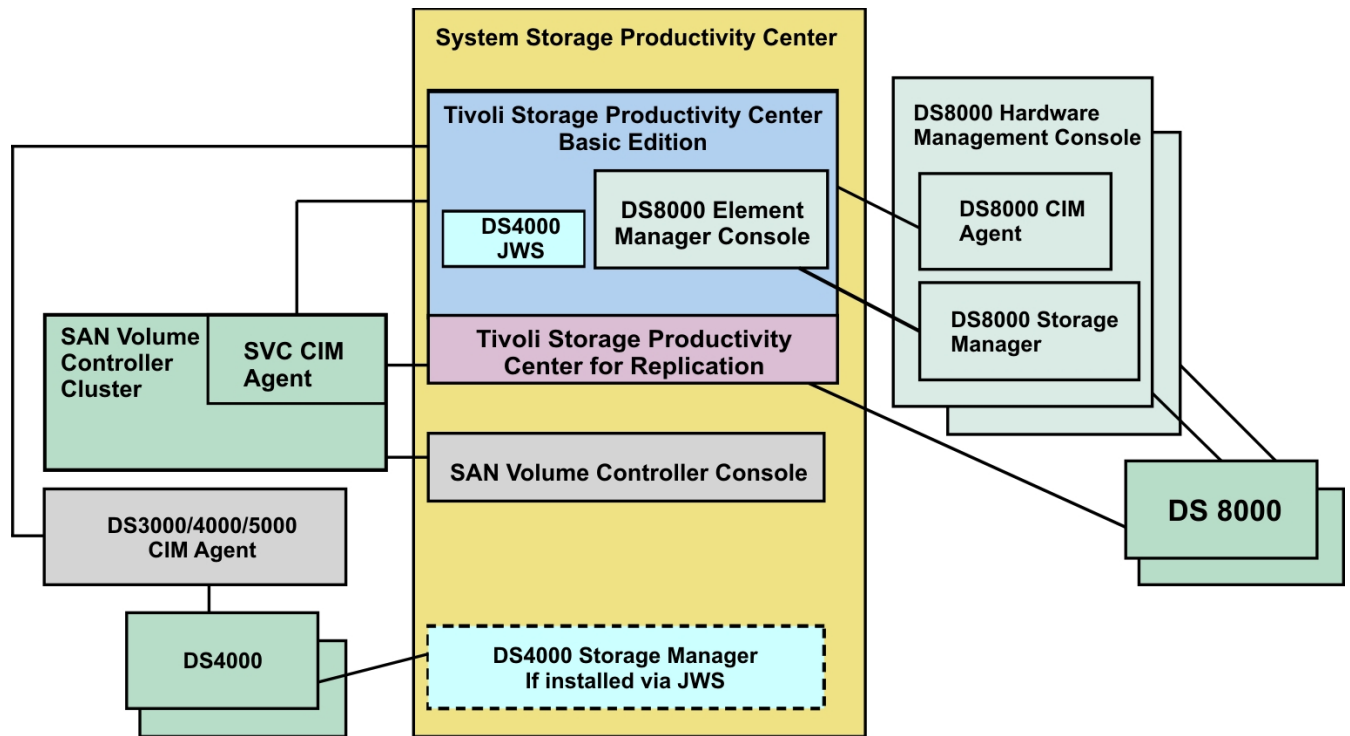 System Storage Productivity Center
Tivoli Storage Productivity Center
Basic Edition
DS4000
JWS
DS8000 Element
Manager Console
Tivoli Storage Productivity
Center for Replication
SAN Volume Controller Console
DS4000 Storage Manager
If installed via JWS
SAN Volume
Controller
Cluster
SVC CIM
Agent
DS3000/4000/5000
CIM Agent
DS4000
DS8000 Hardware
Management Console
DS8000 CIM
Agent
DS8000 Storage
Manager
DS 8000